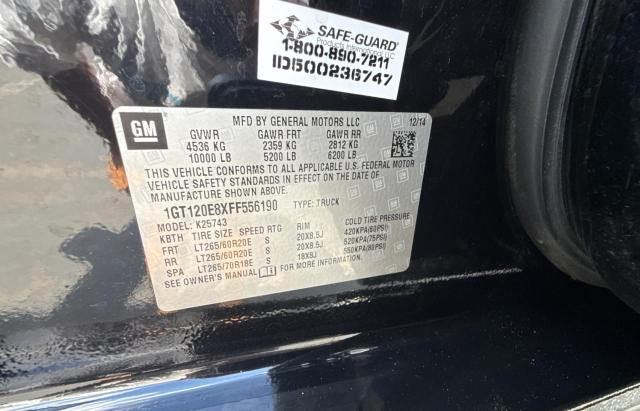 SAFE-GUARD®
Products International, LLC
1-800-890-7211
ID500236747
GM
MFD BY GENERAL MOTORS LLC 12/14
GVWR GAWR FRT GAWR RR
4536 KG 2359 KG 2812 KG
10000 LB 5200 LB 6200 LB
THIS VEHICLE CONFORMS TO ALL APPLICABLE U.S. FEDERAL MOTOR
VEHICLE SAFETY STANDARDS IN EFFECT ON THE DATE OF
MANUFACTURE SHOWN ABOVE.
1GT120E8XFF556190 TYPE: TRUCK
MODEL: K25743
KBTH TIRE SIZE SPEED RTG RIM COLD TIRE PRESSURE
FRT LT265/60R20E S 20X8.5J 420KPA(60PSI)
RR LT265/60R20E S 20X8.5J 520KPA(75PSI)
SPA LT265/70R18E S 18X8J 550KPA(80PSI)
SEE OWNER'S MANUAL FOR MORE INFORMATION.